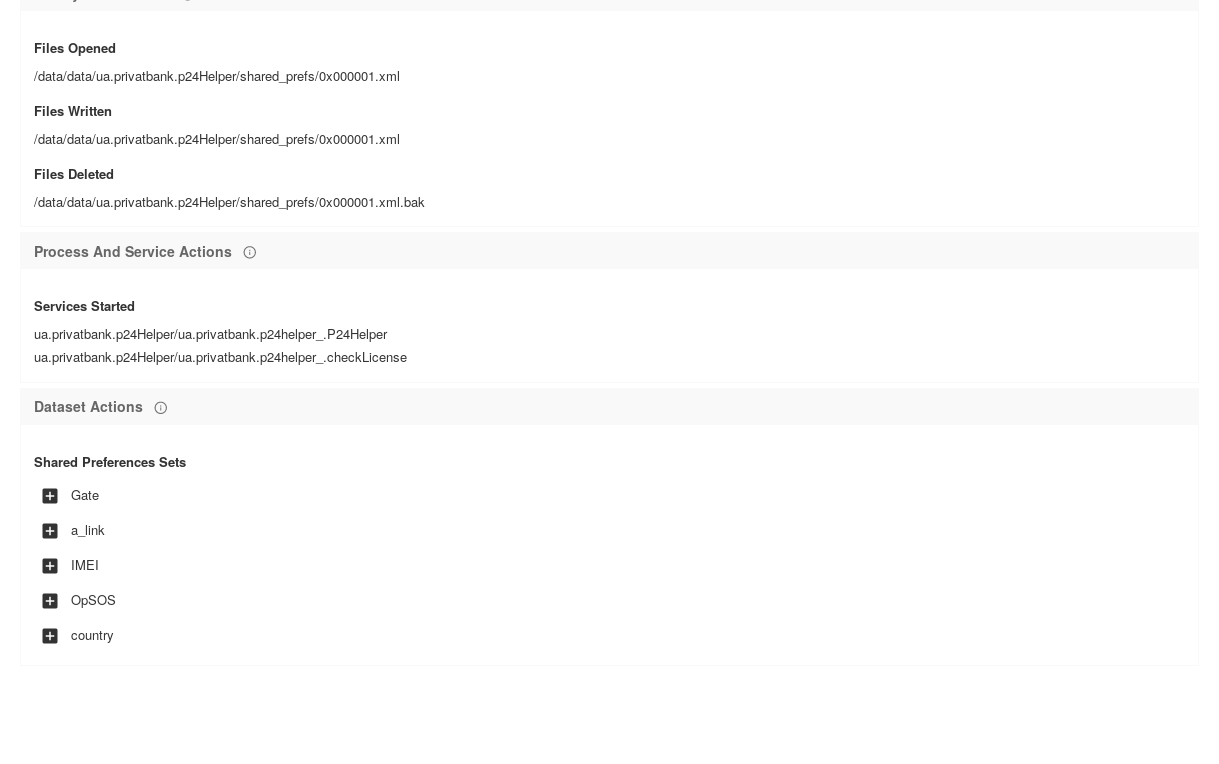 Files Opened
/data/data/ua.privatbank.p24Helper/shared_prefs/0x000001.xml
Files Written
/data/data/ua.privatbank.p24Helper/shared_prefs/0x000001.xml
Files Deleted
/data/data/ua.privatbank.p24Helper/shared_prefs/0x000001.xml.bak
Process And Service Actions
Services Started
ua.privatbank.p24Helper/ua.privatbank.p24helper_.P24Helper
ua.privatbank.p24Helper/ua.privatbank.p24helper_.checkLicense
Dataset Actions
Shared Preferences Sets
Gate
a_link
IMEI
OpSOS
country